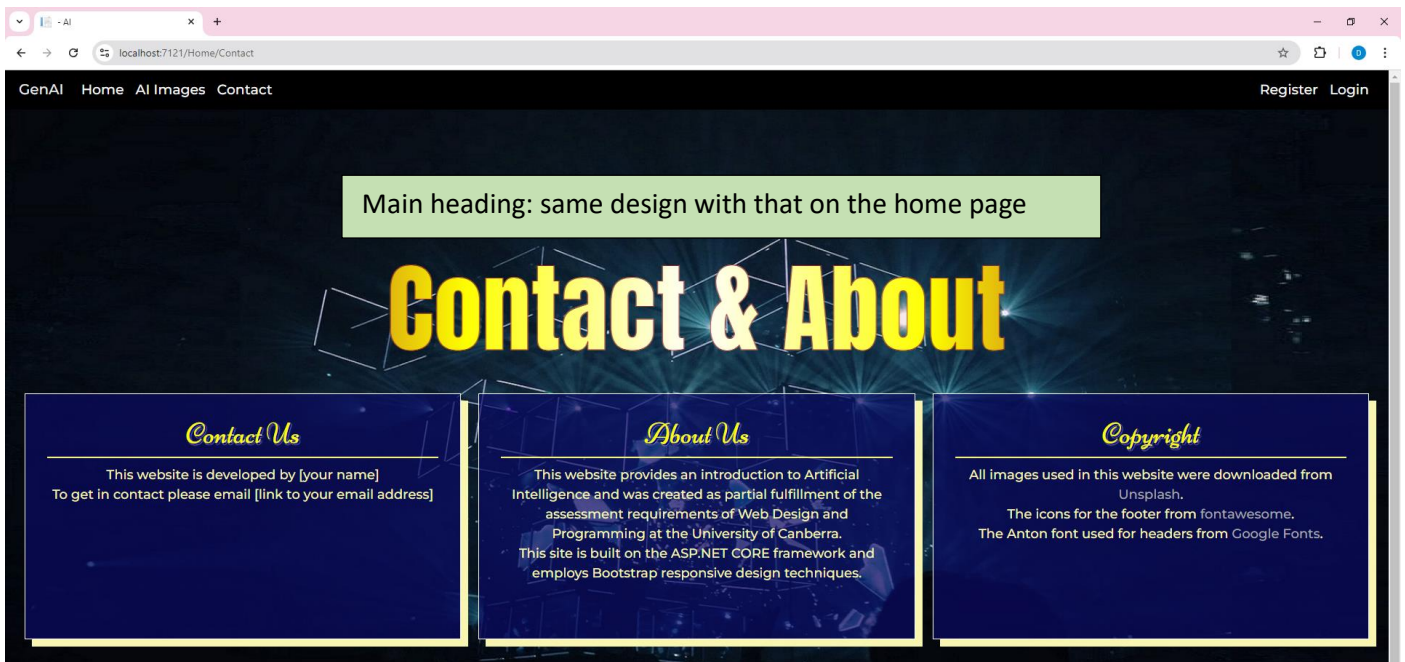 - AI
localhost:7121/Home/Contact
D
GenAI Home AI Images Contact Register Login
Main heading: same design with that on the home page
Contact & About
Contact Us
This website is developed by [your name]
To get in contact please email [link to your email address]
About Us
This website provides an introduction to Artificial
Intelligence and was created as partial fulfillment of the
assessment requirements of Web Design and
Programming at the University of Canberra.
This site is built on the ASP.NET CORE framework and
employs Bootstrap responsive design techniques.
Copyright
All images used in this website were downloaded from
Unsplash.
The icons for the footer from fontawesome.
The Anton font used for headers from Google Fonts.